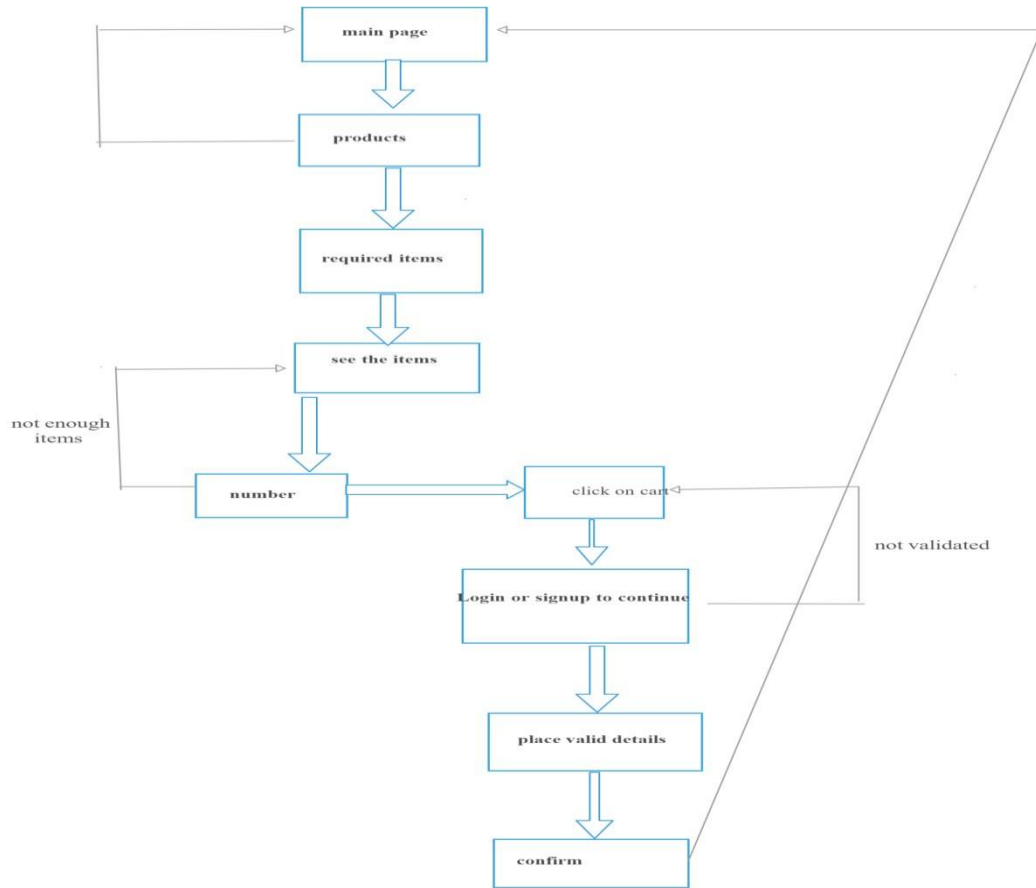 main page
products
required items
see the items
not enough
items
number
click on cart
not validated
Login or signup to continue
place valid details
confirm